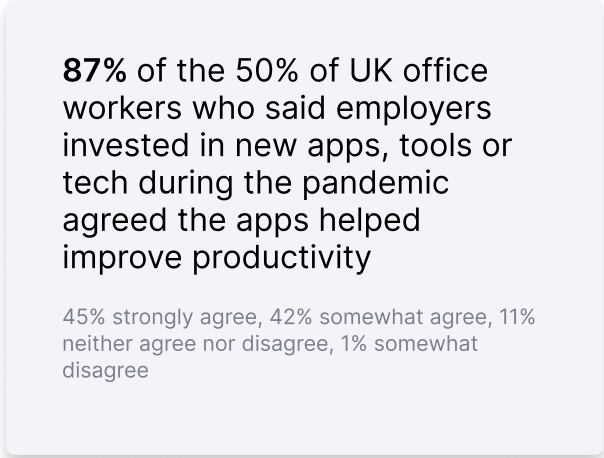 87% of the 50% of UK office
workers who said employers
invested in new apps, tools or
tech during the pandemic
agreed the apps helped
improve productivity
45% strongly agree, 42% somewhat agree, 11%
neither agree nor disagree, 1% somewhat
disagree